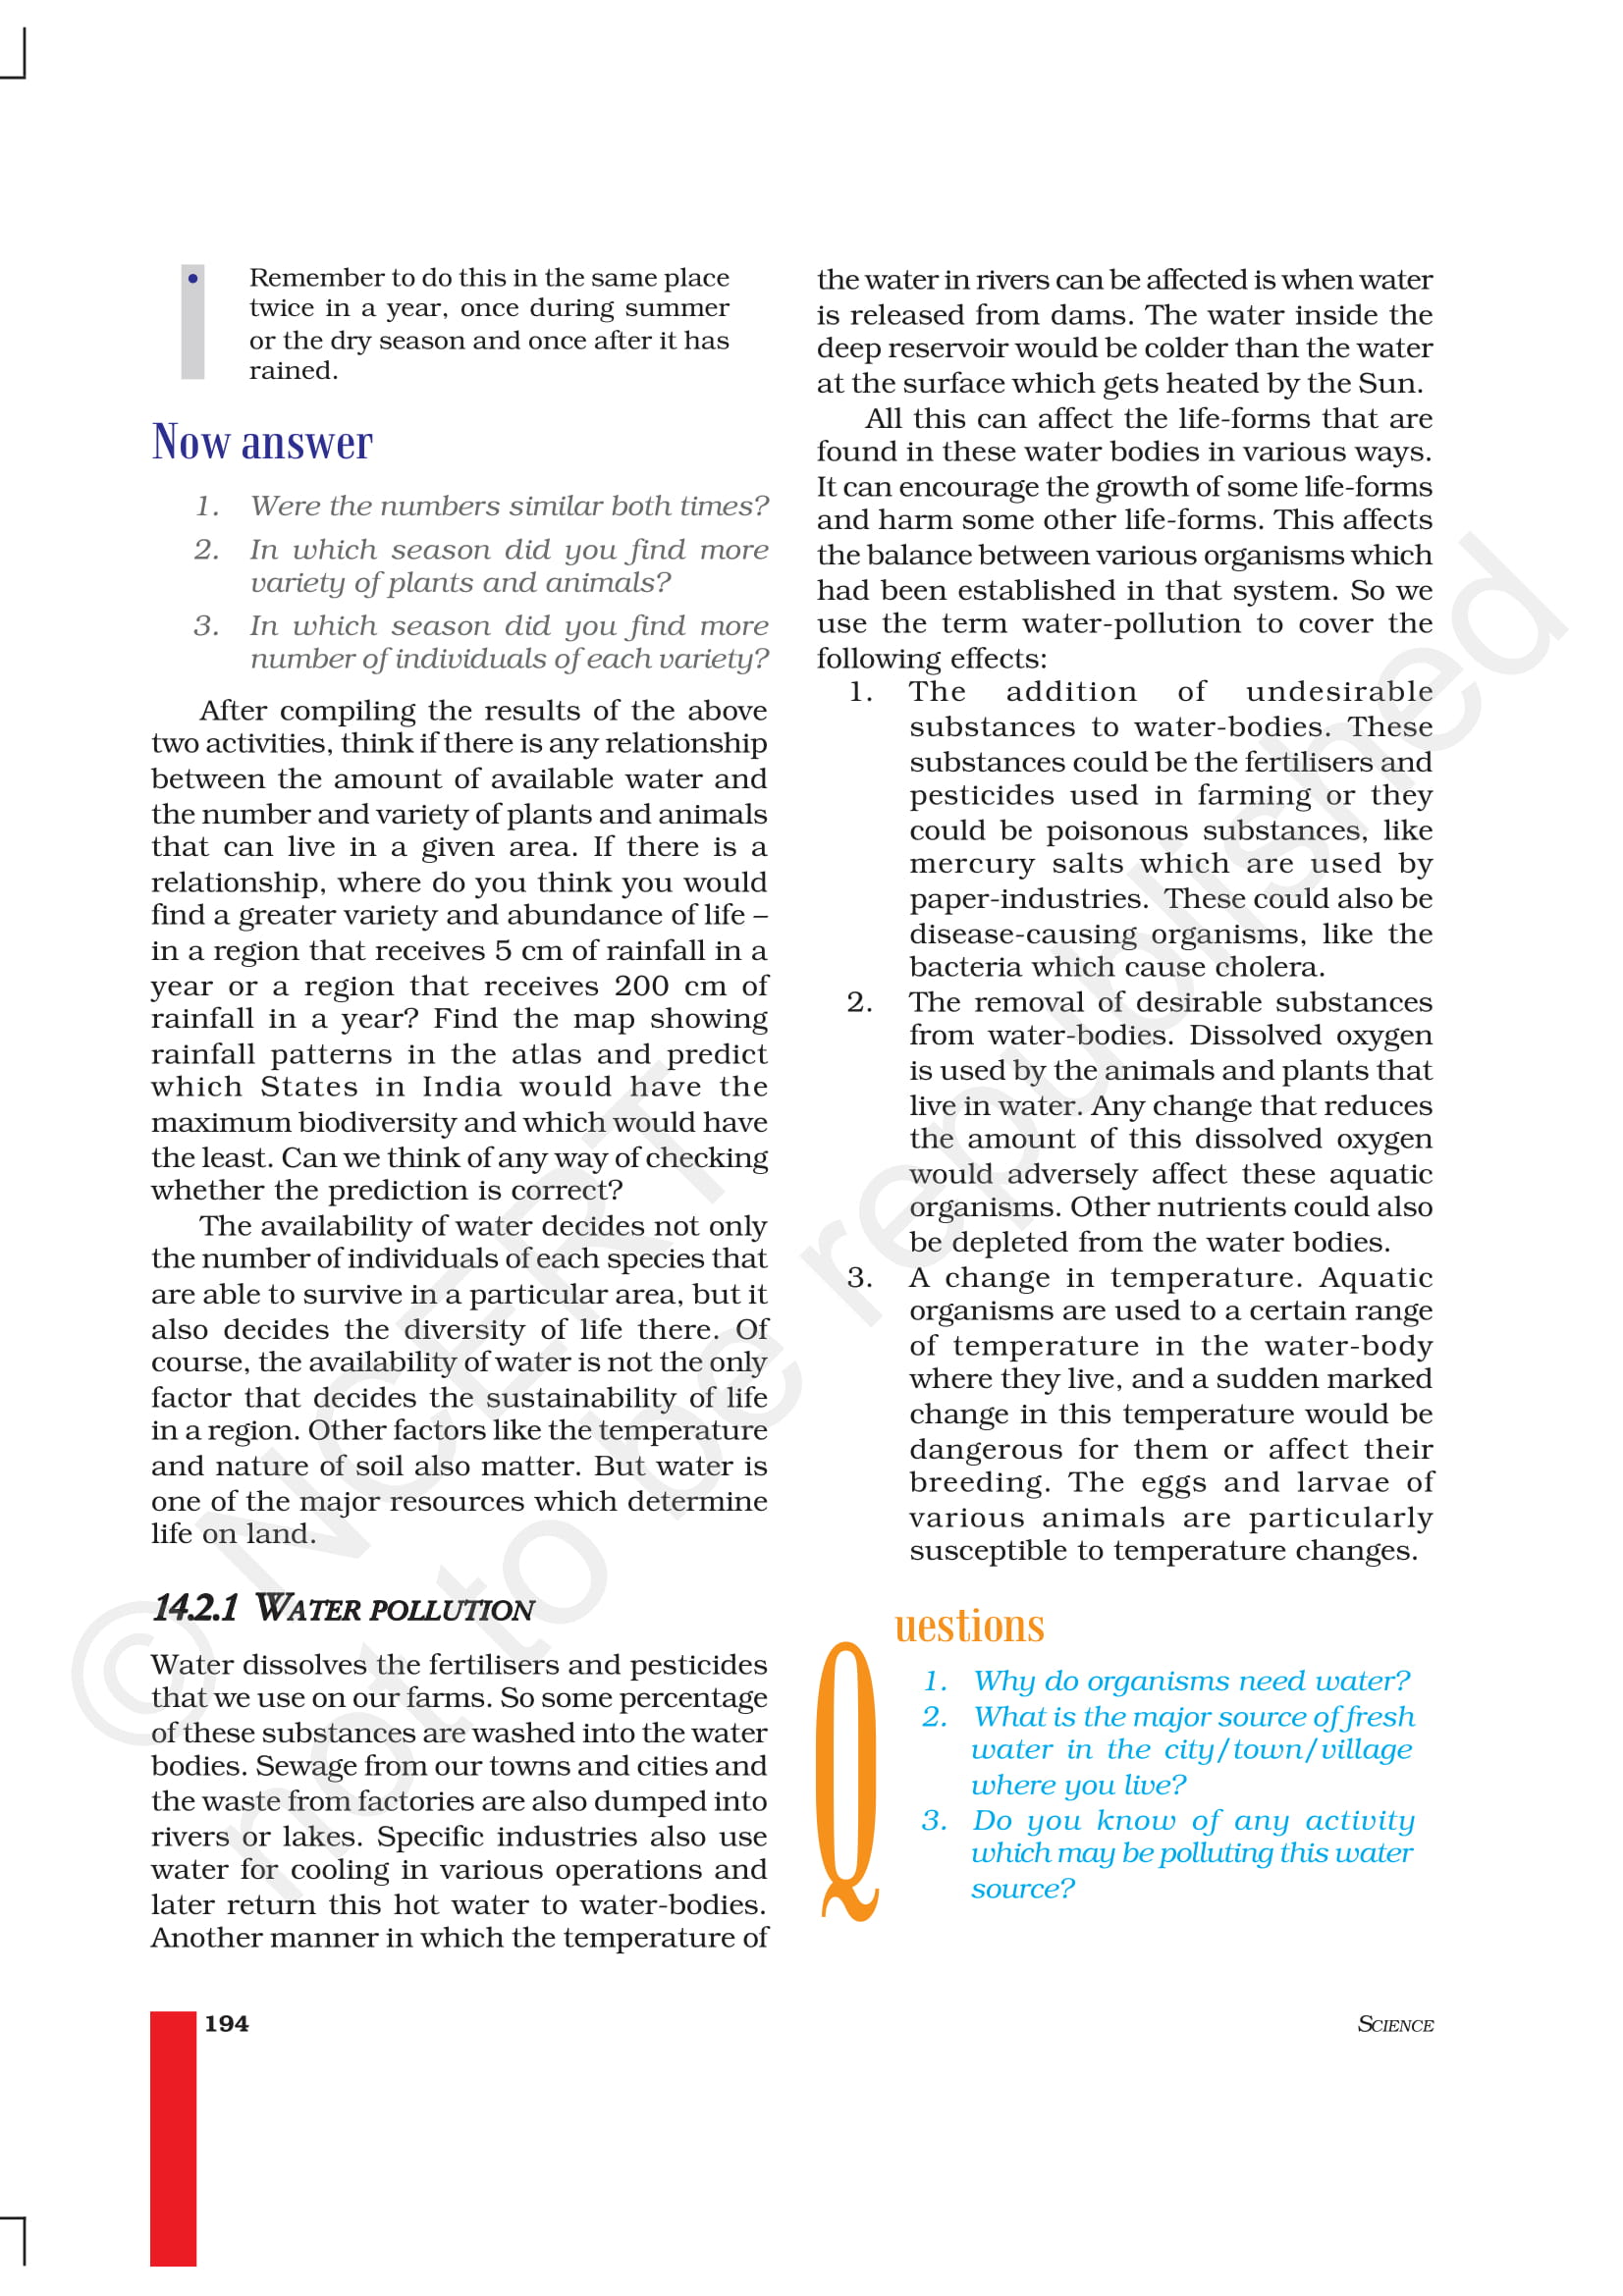 • Remember to do this in the same place
twice in a year, once during summer
or the dry season and once after it has
rained.
Now answer
1. Were the numbers similar both times?
2. In which season did you find more
variety of plants and animals?
3. In which season did you find more
number of individuals of each variety?
After compiling the results of the above
two activities, think if there is any relationship
between the amount of available water and
the number and variety of plants and animals
that can live in a given area. If there is a
relationship, where do you think you would
find a greater variety and abundance of life –
in a region that receives 5 cm of rainfall in a
year or a region that receives 200 cm of
rainfall in a year? Find the map showing
rainfall patterns in the atlas and predict
which States in India would have the
maximum biodiversity and which would have
the least. Can we think of any way of checking
whether the prediction is correct?
The availability of water decides not only
the number of individuals of each species that
are able to survive in a particular area, but it
also decides the diversity of life there. Of
course, the availability of water is not the only
factor that decides the sustainability of life
in a region. Other factors like the temperature
and nature of soil also matter. But water is
one of the major resources which determine
life on land.
14.2.1 WATER POLLUTION
Water dissolves the fertilisers and pesticides
that we use on our farms. So some percentage
of these substances are washed into the water
bodies. Sewage from our towns and cities and
the waste from factories are also dumped into
rivers or lakes. Specific industries also use
water for cooling in various operations and
later return this hot water to water-bodies.
Another manner in which the temperature of
the water in rivers can be affected is when water
is released from dams. The water inside the
deep reservoir would be colder than the water
at the surface which gets heated by the Sun.
All this can affect the life-forms that are
found in these water bodies in various ways.
It can encourage the growth of some life-forms
and harm some other life-forms. This affects
the balance between various organisms which
had been established in that system. So we
use the term water-pollution to cover the
following effects:
1. The addition of undesirable
substances to water-bodies. These
substances could be the fertilisers and
pesticides used in farming or they
could be poisonous substances, like
mercury salts which are used by
paper-industries. These could also be
disease-causing organisms, like the
bacteria which cause cholera.
2. The removal of desirable substances
from water-bodies. Dissolved oxygen
is used by the animals and plants that
live in water. Any change that reduces
the amount of this dissolved oxygen
would adversely affect these aquatic
organisms. Other nutrients could also
be depleted from the water bodies.
3. A change in temperature. Aquatic
organisms are used to a certain range
of temperature in the water-body
where they live, and a sudden marked
change in this temperature would be
dangerous for them or affect their
breeding. The eggs and larvae of
various animals are particularly
susceptible to temperature changes.
Questions
1. Why do organisms need water?
2. What is the major source of fresh
water in the city/town/village
where you live?
3. Do you know of any activity
which may be polluting this water
source?
194
SCIENCE
© NCERT
not to be republished